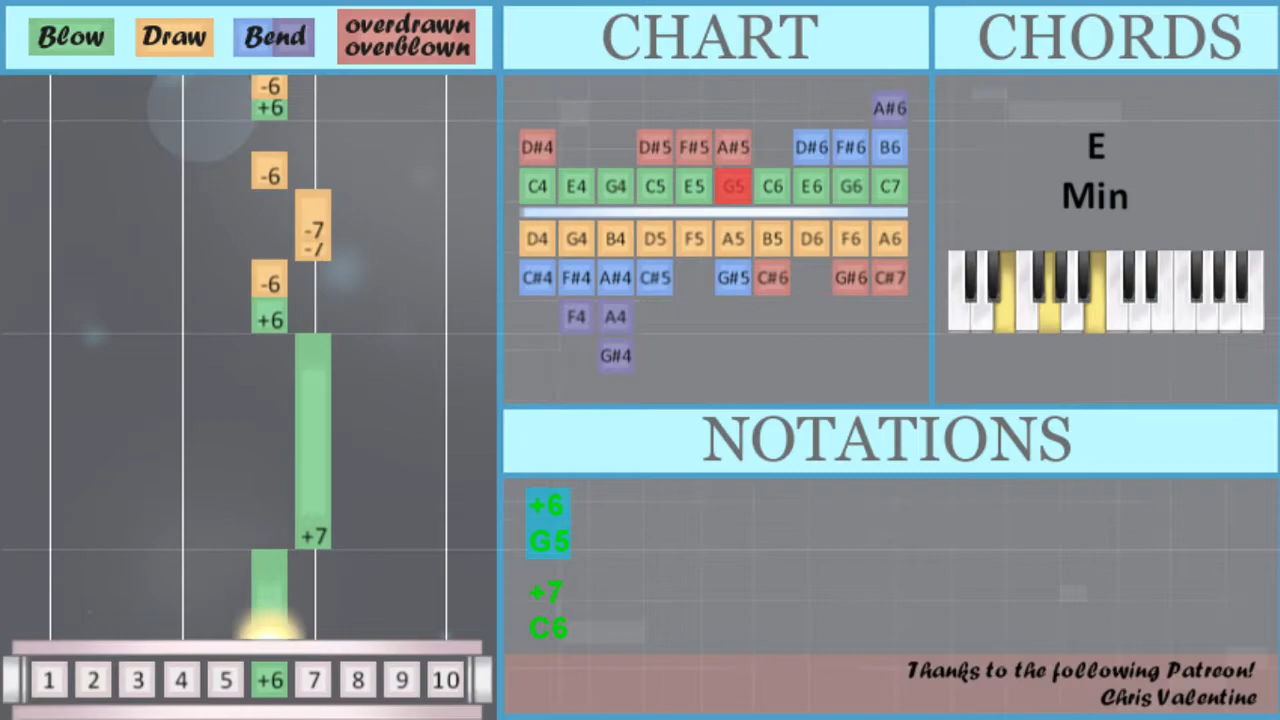 Blow Draw Bend overdrawn
overblown
CHART
CHORDS
-6
+6
-6
-7
-7
-6
+6
+7
1 2 3 4 5 +6 7 8 9 10
A#6
D#4 D#5 F#5 A#5 D#6 F#6 B6
C4 E4 G4 C5 E5 G5 C6 E6 G6 C7
D4 G4 B4 D5 F5 A5 B5 D6 F6 A6
C#4 F#4 A#4 C#5 G#5 C#6 G#6 C#7
F4 A4
G#4
E
Min
NOTATIONS
+6
G5
+7
C6
Thanks to the following Patreon!
Chris Valentine